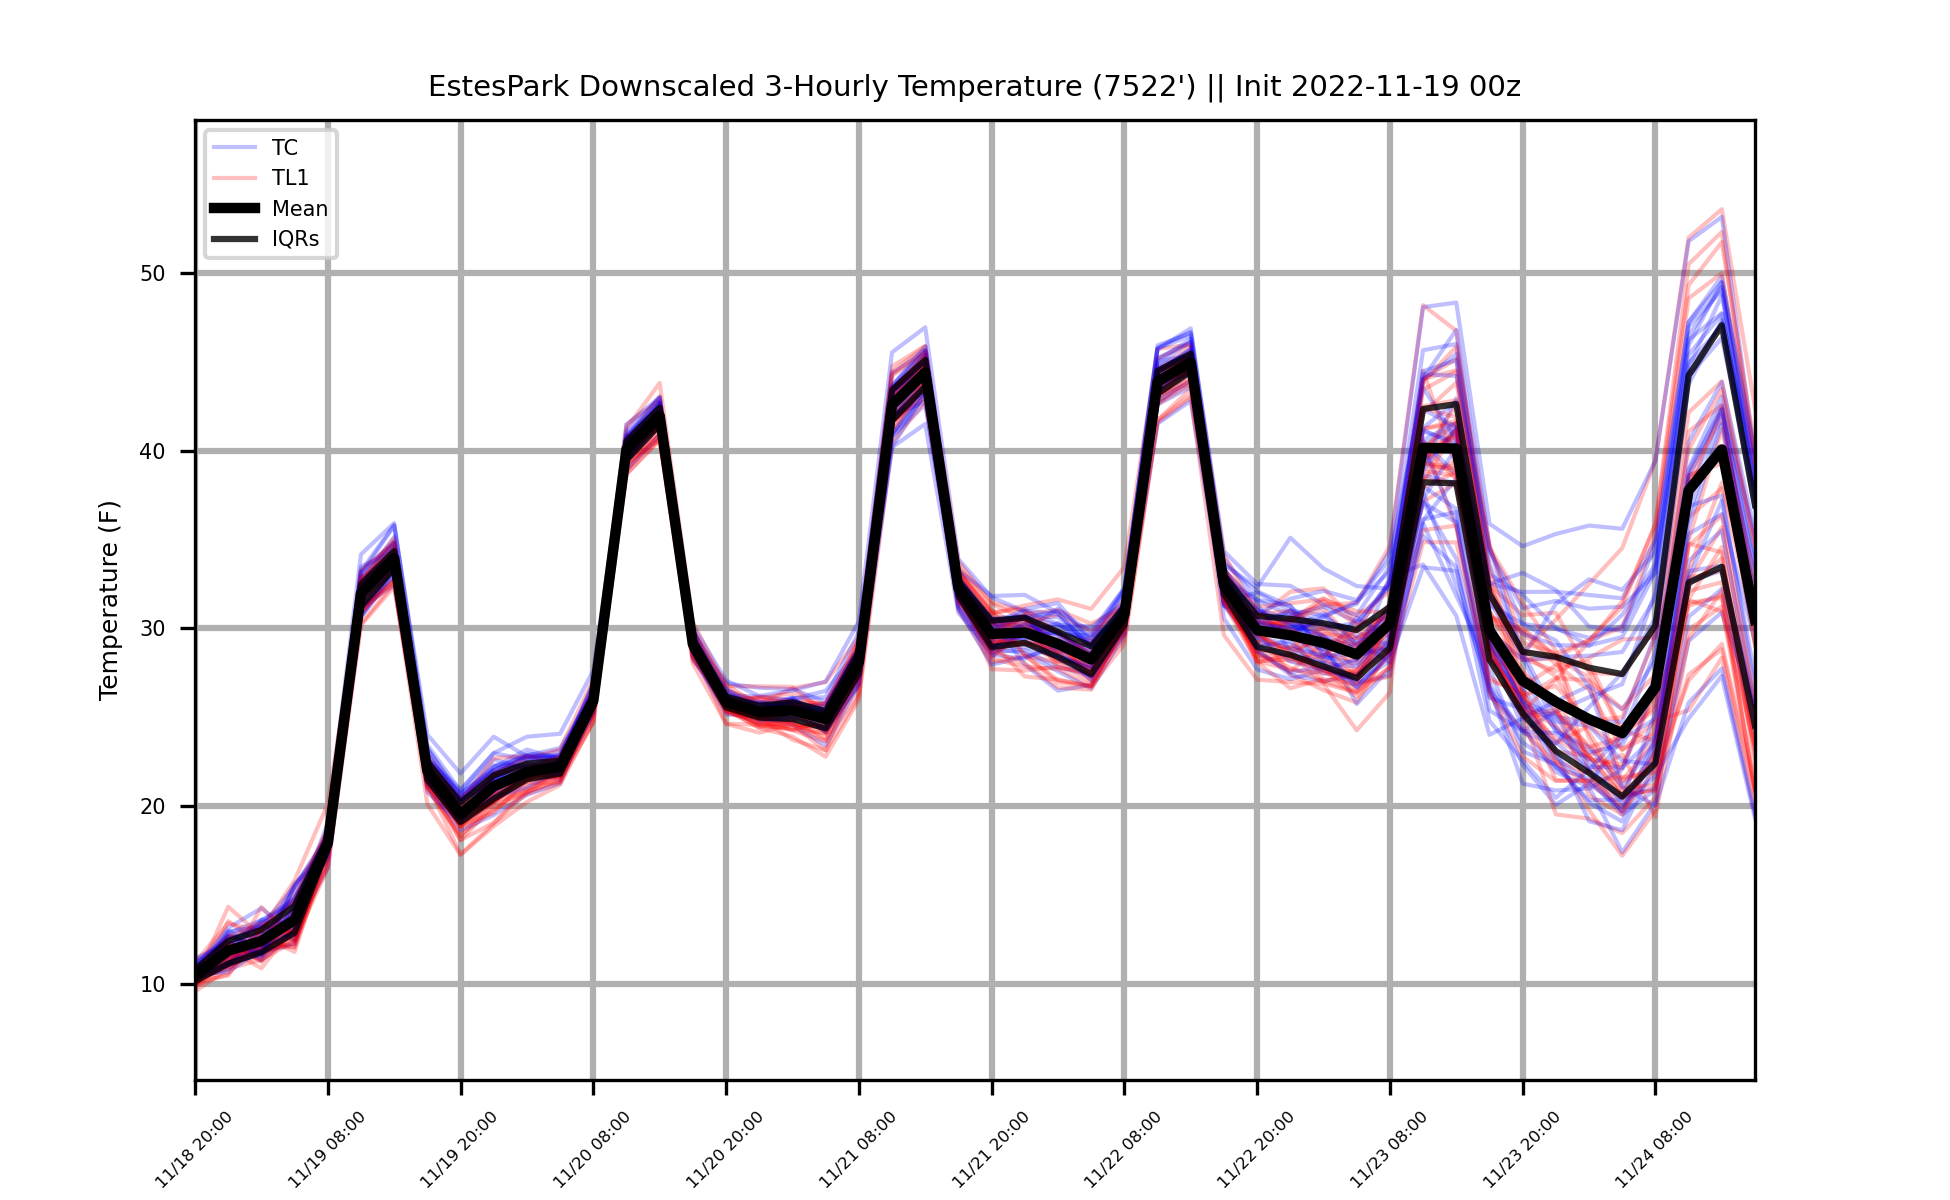 EstesPark Downscaled 3-Hourly Temperature (7522') || Init 2022-11-19 00z
TC
TL1
Mean
IQRs
Temperature (F)
50
40
30
20
10
11/18 20:00
11/19 08:00
11/19 20:00
11/20 08:00
11/20 20:00
11/21 08:00
11/21 20:00
11/22 08:00
11/22 20:00
11/23 08:00
11/23 20:00
11/24 08:00